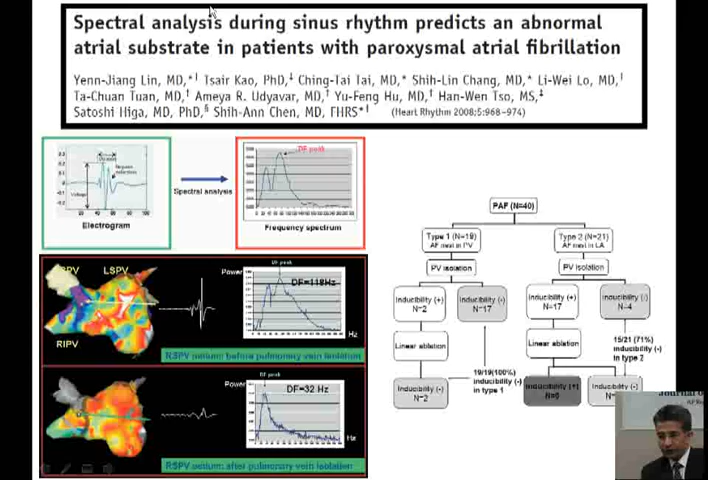 Spectral analysis during sinus rhythm predicts an abnormal
atrial substrate in patients with paroxysmal atrial fibrillation
Yenn-Jiang Lin, MD,*† Tsair Kao, PhD,‡ Ching-Tai Tai, MD,* Shih-Lin Chang, MD,* Li-Wei Lo, MD,†
Ta-Chuan Tuan, MD,† Ameya R. Udyavar, MD,† Yu-Feng Hu, MD,† Han-Wen Tso, MS,‡
Satoshi Higa, MD, PhD,§ Shih-Ann Chen, MD, FHRS*† (Heart Rhythm 2008;5:968–974)
DF peak
Voltage
Electrogram
Spectral analysis
Frequency spectrum
LSPV
Power
DF peak
DF=118Hz
Hz
RIPV
RSPV ostium: before pulmonary vein isolation
DF peak
Power
DF=32 Hz
Hz
RSPV ostium: after pulmonary vein isolation
PAF (N=40)
Type 1 (N=19)
AF nest in PV
Type 2 (N=21)
AF nest in LA
PV isolation
PV isolation
Inducibility (+)
N=2
Inducibility (-)
N=17
Inducibility (+)
N=17
Inducibility (-)
N=4
Linear ablation
Linear ablation
15/21 (71%)
inducibility (-)
in type 2
19/19(100%)
inducibility (-)
in type 1
Inducibility (-)
N=2
Inducibility (+)
Journal o